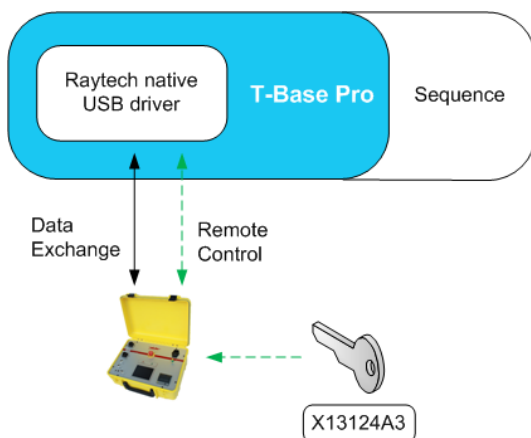 Raytech native
USB driver
T-Base Pro
Sequence
Data
Exchange
Remote
Control
X13124A3